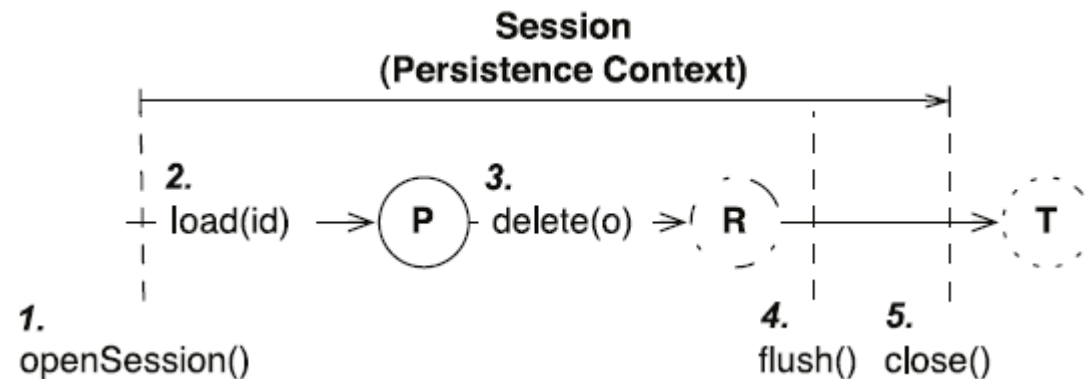 Session
(Persistence Context)
2.
load(id)
P
3.
delete(o)
R
T
1.
openSession()
4.
flush()
5.
close()